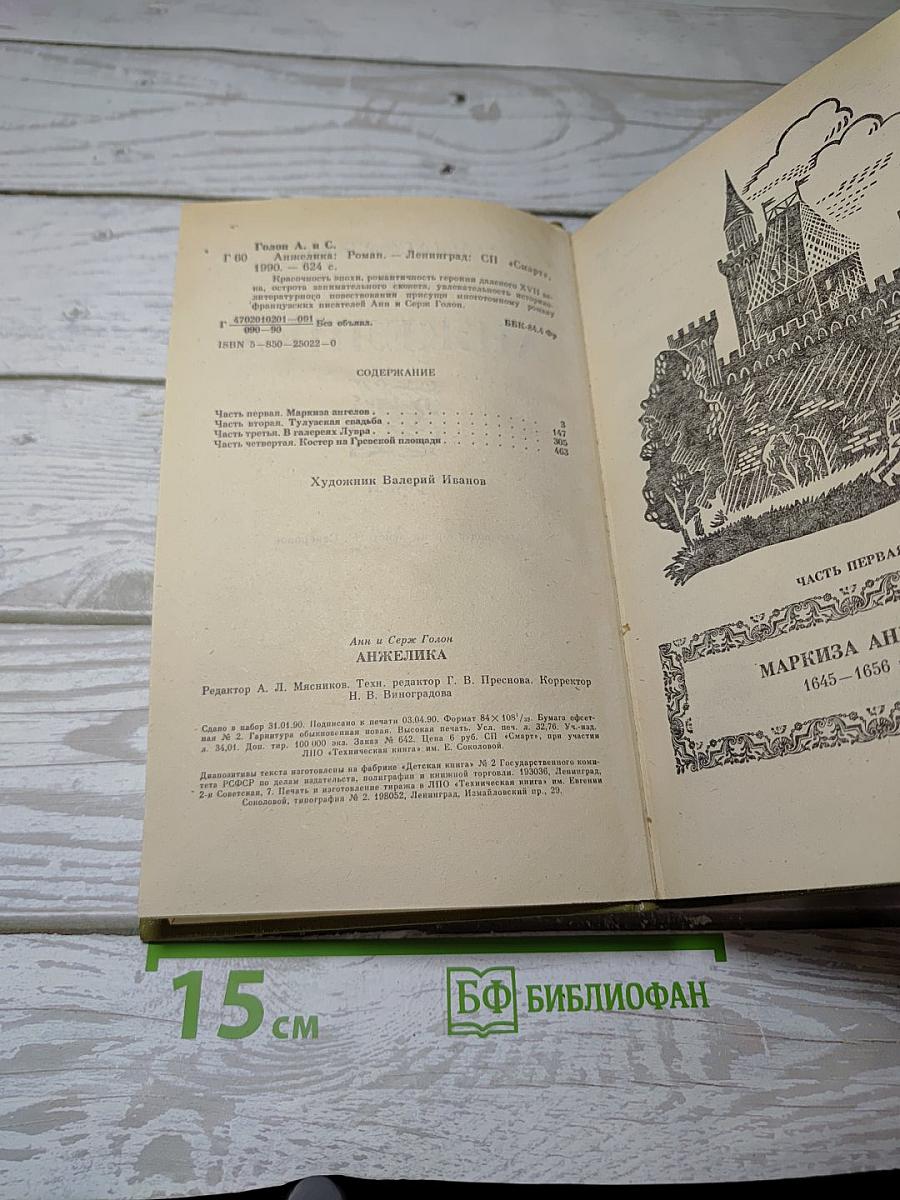 Голон А. и С.
Г 60 Анжелика: Роман. — Ленинград: СП «Смарт»,
1990. — 624 с.
Красочность эпохи, романтичность героини далекого XVII ве-
ка, острота занимательного сюжета, увлекательность историко-
литературного повествования присущи многотомному роману
французских писателей Анн и Серж Голон.
Г 4702010201—001 / 090—90 Без объявл. ББК-84.4 Фр
ISBN 5—850—25022—0
СОДЕРЖАНИЕ
Часть первая. Маркиза ангелов . . . . . . . . . . . 3
Часть вторая. Тулузская свадьба . . . . . . . . . . . 147
Часть третья. В галереях Лувра . . . . . . . . . . . 305
Часть четвертая. Костер на Гревской площади . . . . . . . . 463
Художник Валерий Иванов
Анн и Серж Голон
АНЖЕЛИКА
Редактор А. Л. Мясников. Техн. редактор Г. В. Преснова. Корректор
Н. В. Виноградова
Сдано в набор 31.01.90. Подписано к печати 03.04.90. Формат 84×108¹/₃₂. Бумага офсет-
ная № 2. Гарнитура обыкновенная новая. Высокая печать. Усл. печ. л. 32,76. Уч.-изд.
л. 34,01. Доп. тир. 100 000 экз. Заказ № 642. Цена 6 руб. СП «Смарт», при участии
ЛПО «Техническая книга» им. Е. Соколовой.
Диапозитивы текста изготовлены на фабрике «Детская книга» № 2 Государственного коми-
тета РСФСР по делам издательств, полиграфии и книжной торговли. 193036, Ленинград,
2-я Советская, 7. Печать и изготовление тиража в ЛПО «Техническая книга» им. Евгении
Соколовой, типография № 2. 198052, Ленинград, Измайловский пр., 29.
ЧАСТЬ ПЕРВАЯ
МАРКИЗА АН
1645—1656
15 см
БФ БИБЛИОФАН